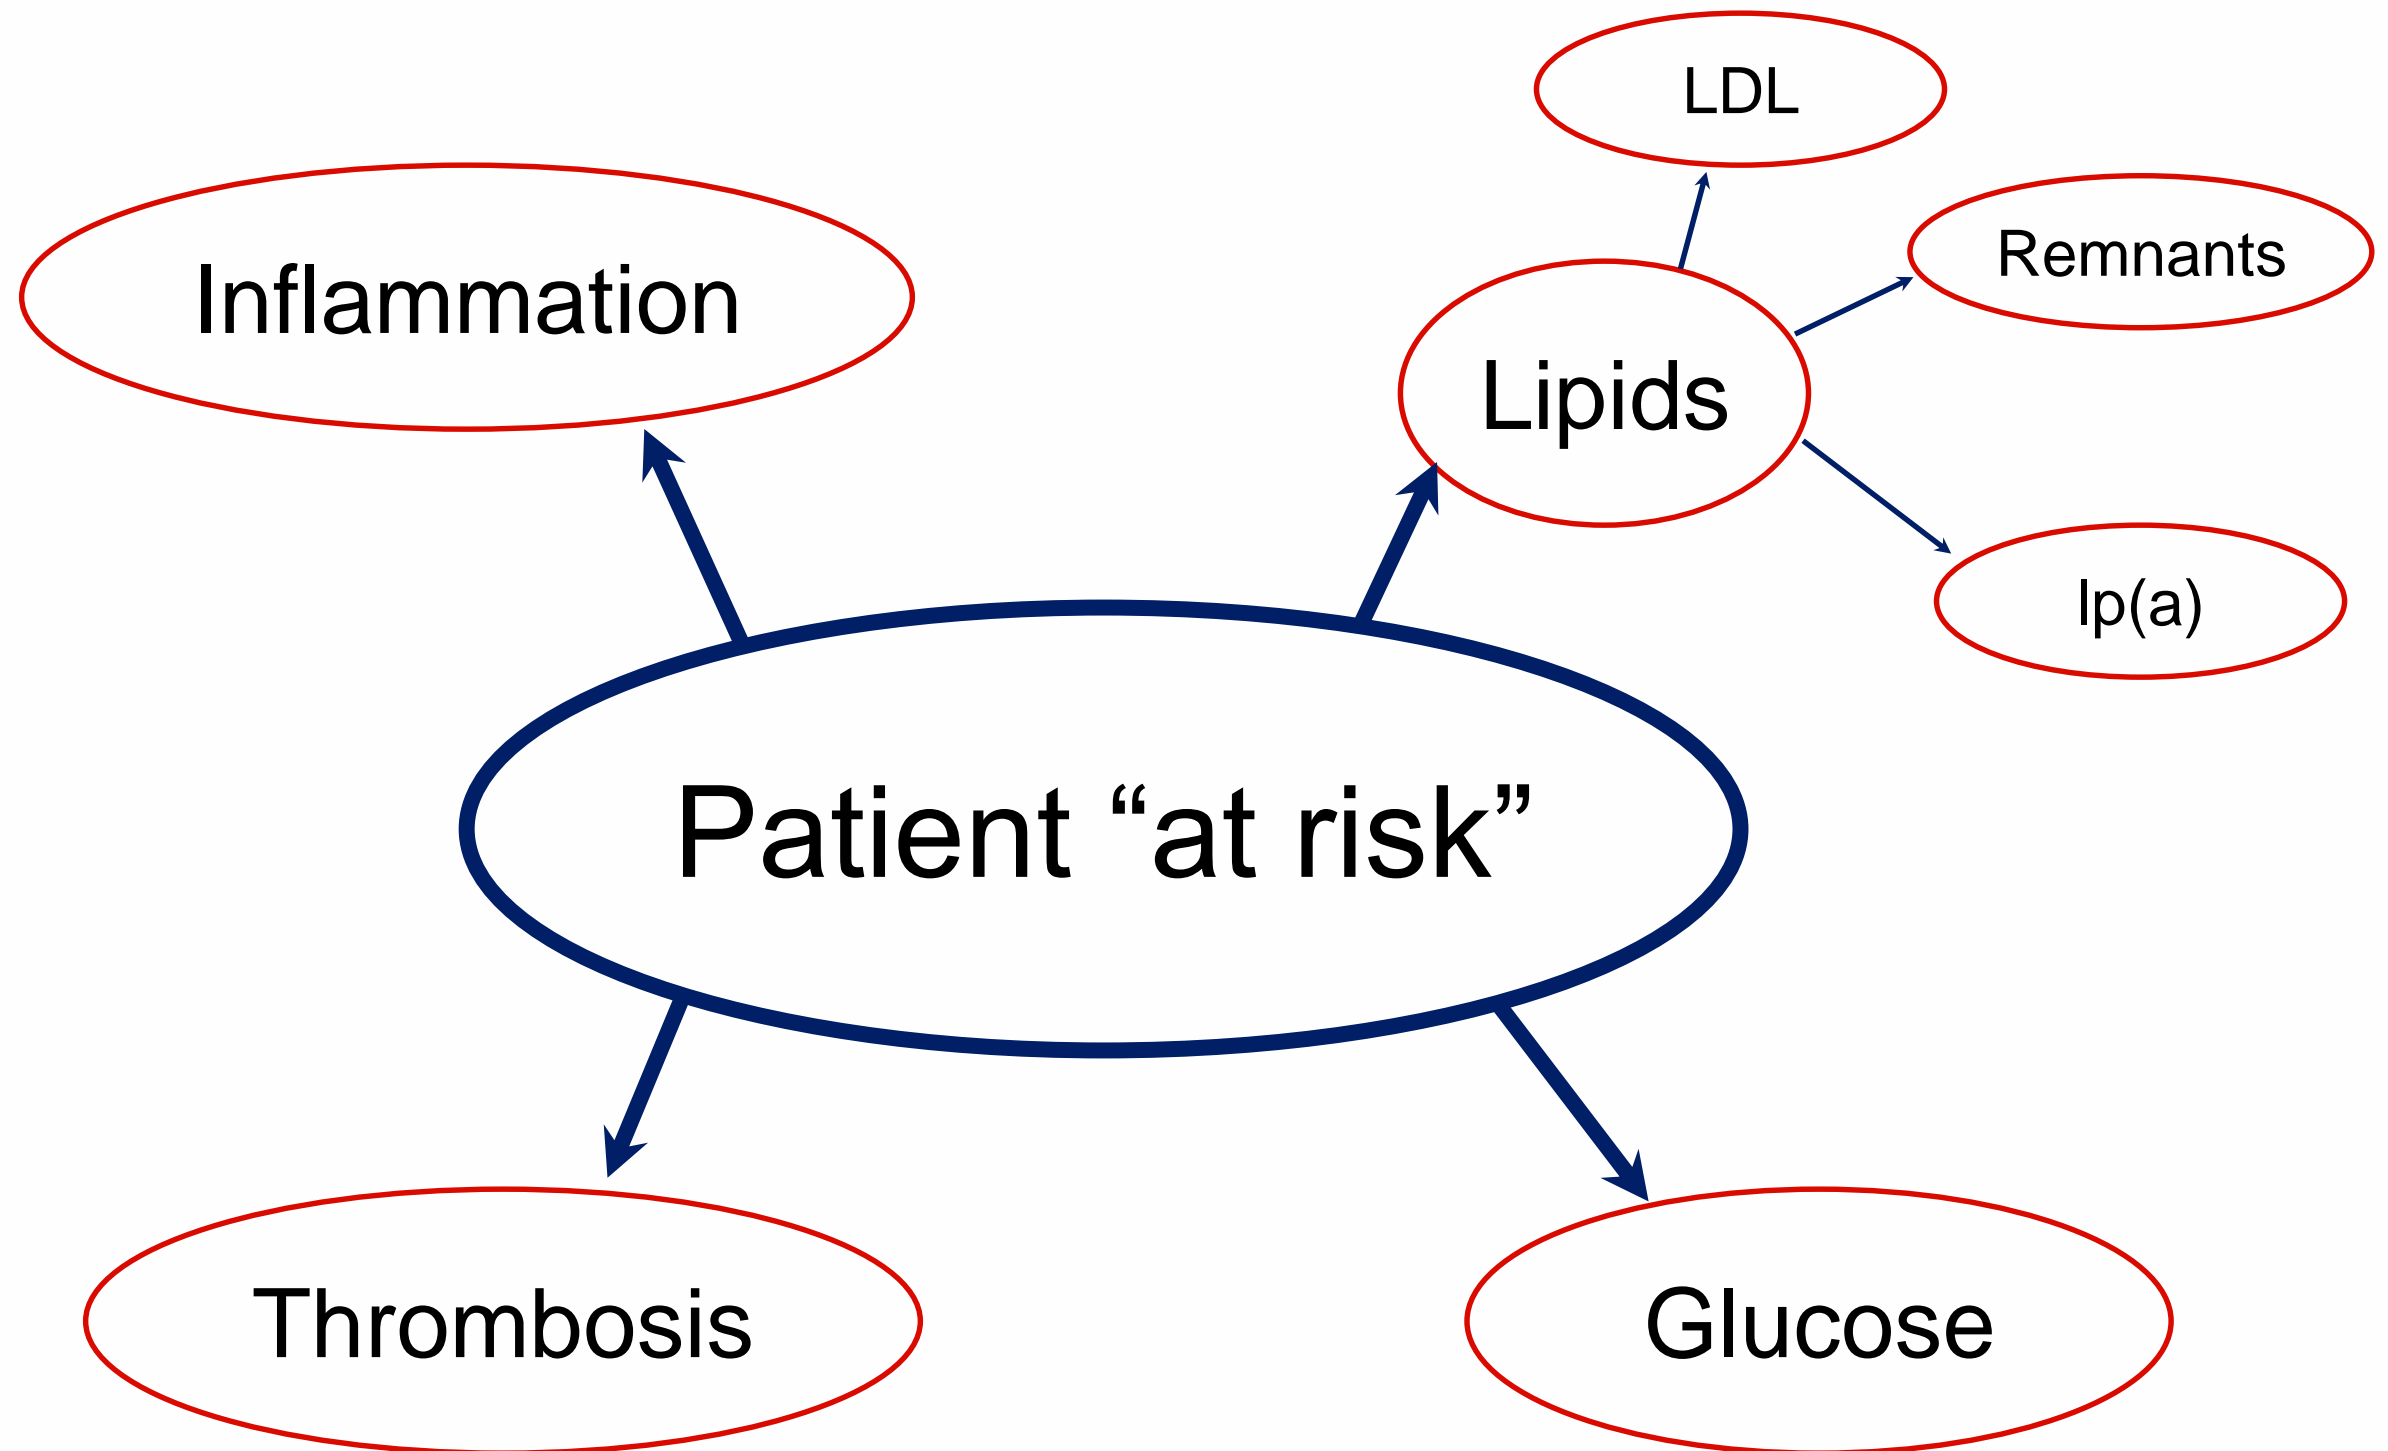 LDL
Remnants
Inflammation
Lipids
lp(a)
Patient “at risk”
Thrombosis
Glucose